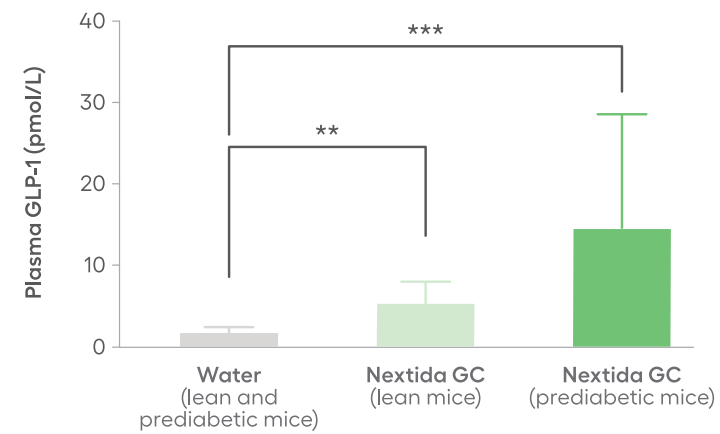 Plasma GLP-1 (pmol/L)
40
30
20
10
0
***
**
Water
(lean and
prediabetic mice)
Nextida GC
(lean mice)
Nextida GC
(prediabetic mice)